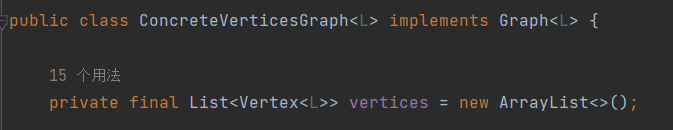 public class ConcreteVerticesGraph<L> implements Graph<L> {
15 个用法
private final List<Vertex<L>> vertices = new ArrayList<>();